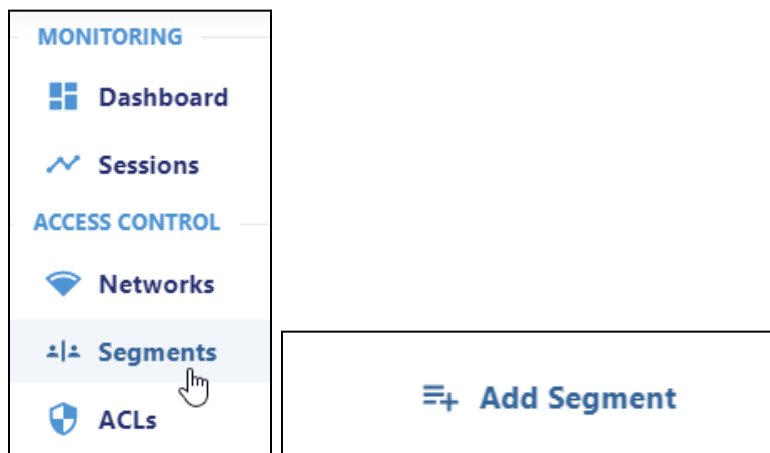 MONITORING
Dashboard
Sessions
ACCESS CONTROL
Networks
Segments
ACLs
Add Segment